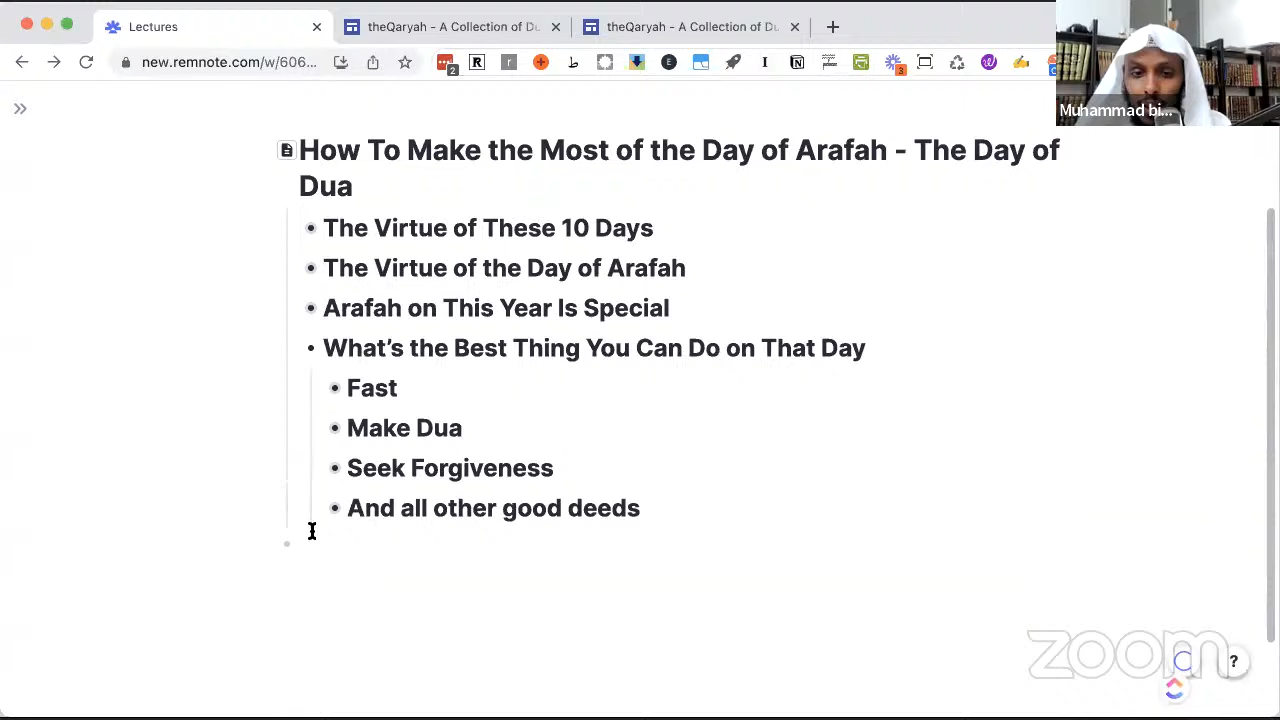 Lectures
theQaryah - A Collection of Du
theQaryah - A Collection of Du
new.remnote.com/w/606...
2
R
r
E
I
3
Muhammad bi...
How To Make the Most of the Day of Arafah - The Day of
Dua
The Virtue of These 10 Days
The Virtue of the Day of Arafah
Arafah on This Year Is Special
What's the Best Thing You Can Do on That Day
Fast
Make Dua
Seek Forgiveness
And all other good deeds
zoom
?